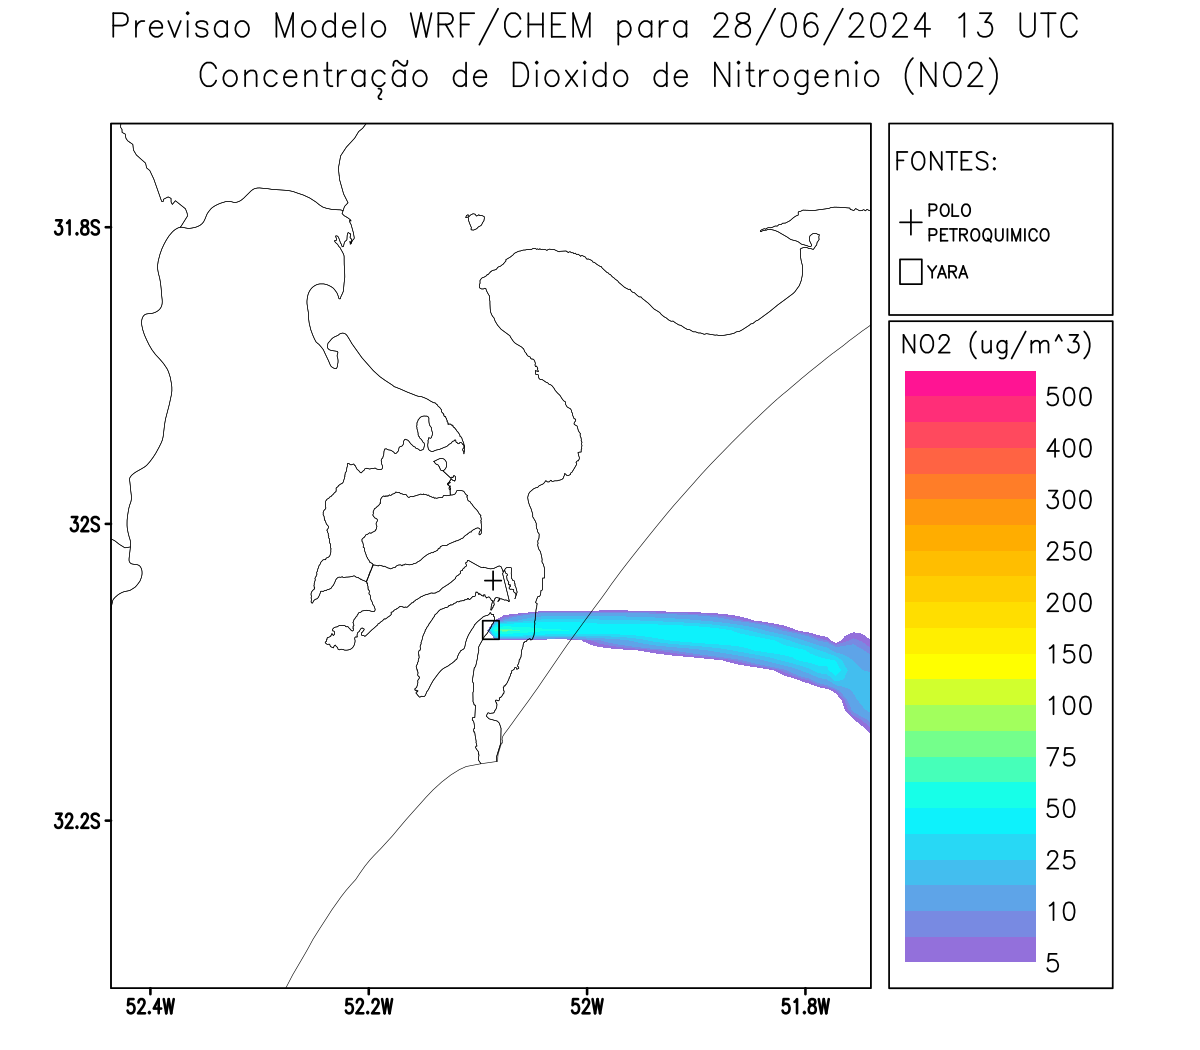 Previsao Modelo WRF/CHEM para 28/06/2024 13 UTC
Concentração de Dioxido de Nitrogenio (NO2)
FONTES:
POLO
PETROQUIMICO
YARA
NO2 (ug/m^3)
500
400
300
250
200
150
100
75
50
25
10
5
31.8S
32S
32.2S
52.4W
52.2W
52W
51.8W